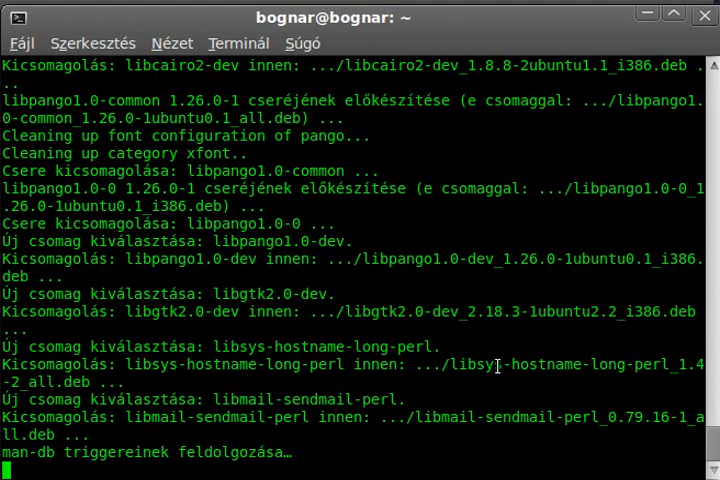 bognar@bognar: ~
Fájl Szerkesztés Nézet Terminál Súgó
Kicsomagolás: libcairo2-dev innen: .../libcairo2-dev_1.8.8-2ubuntu1.1_i386.deb .
..
libpango1.0-common 1.26.0-1 cseréjének előkészítése (e csomaggal: .../libpango1.
0-common_1.26.0-1ubuntu0.1_all.deb) ...
Cleaning up font configuration of pango...
Cleaning up category xfont..
Csere kicsomagolása: libpango1.0-common ...
libpango1.0-0 1.26.0-1 cseréjének előkészítése (e csomaggal: .../libpango1.0-0_1
.26.0-1ubuntu0.1_i386.deb) ...
Csere kicsomagolása: libpango1.0-0 ...
Új csomag kiválasztása: libpango1.0-dev.
Kicsomagolás: libpango1.0-dev innen: .../libpango1.0-dev_1.26.0-1ubuntu0.1_i386.
deb ...
Új csomag kiválasztása: libgtk2.0-dev.
Kicsomagolás: libgtk2.0-dev innen: .../libgtk2.0-dev_2.18.3-1ubuntu2.2_i386.deb
...
Új csomag kiválasztása: libsys-hostname-long-perl.
Kicsomagolás: libsys-hostname-long-perl innen: .../libsys-hostname-long-perl_1.4
-2_all.deb ...
Új csomag kiválasztása: libmail-sendmail-perl.
Kicsomagolás: libmail-sendmail-perl innen: .../libmail-sendmail-perl_0.79.16-1_a
ll.deb ...
man-db triggereinek feldolgozása…